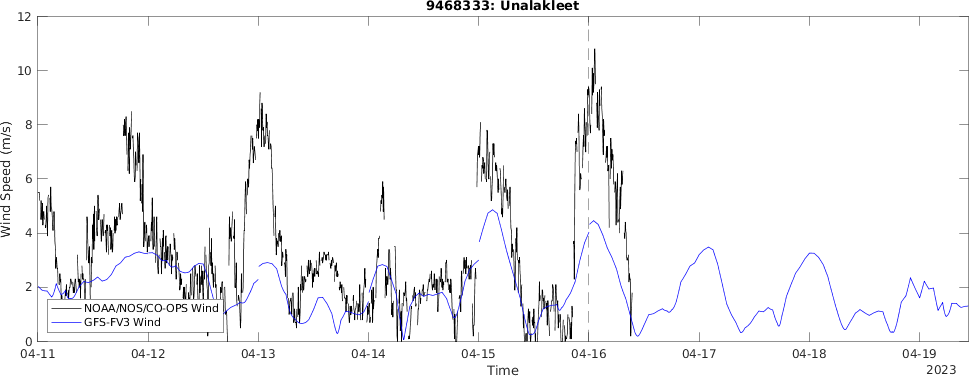 9468333: Unalakleet
12
10
8
6
4
2
0
Wind Speed (m/s)
NOAA/NOS/CO-OPS Wind
GFS-FV3 Wind
04-11 04-12 04-13 04-14 04-15 04-16 04-17 04-18 04-19
Time
2023